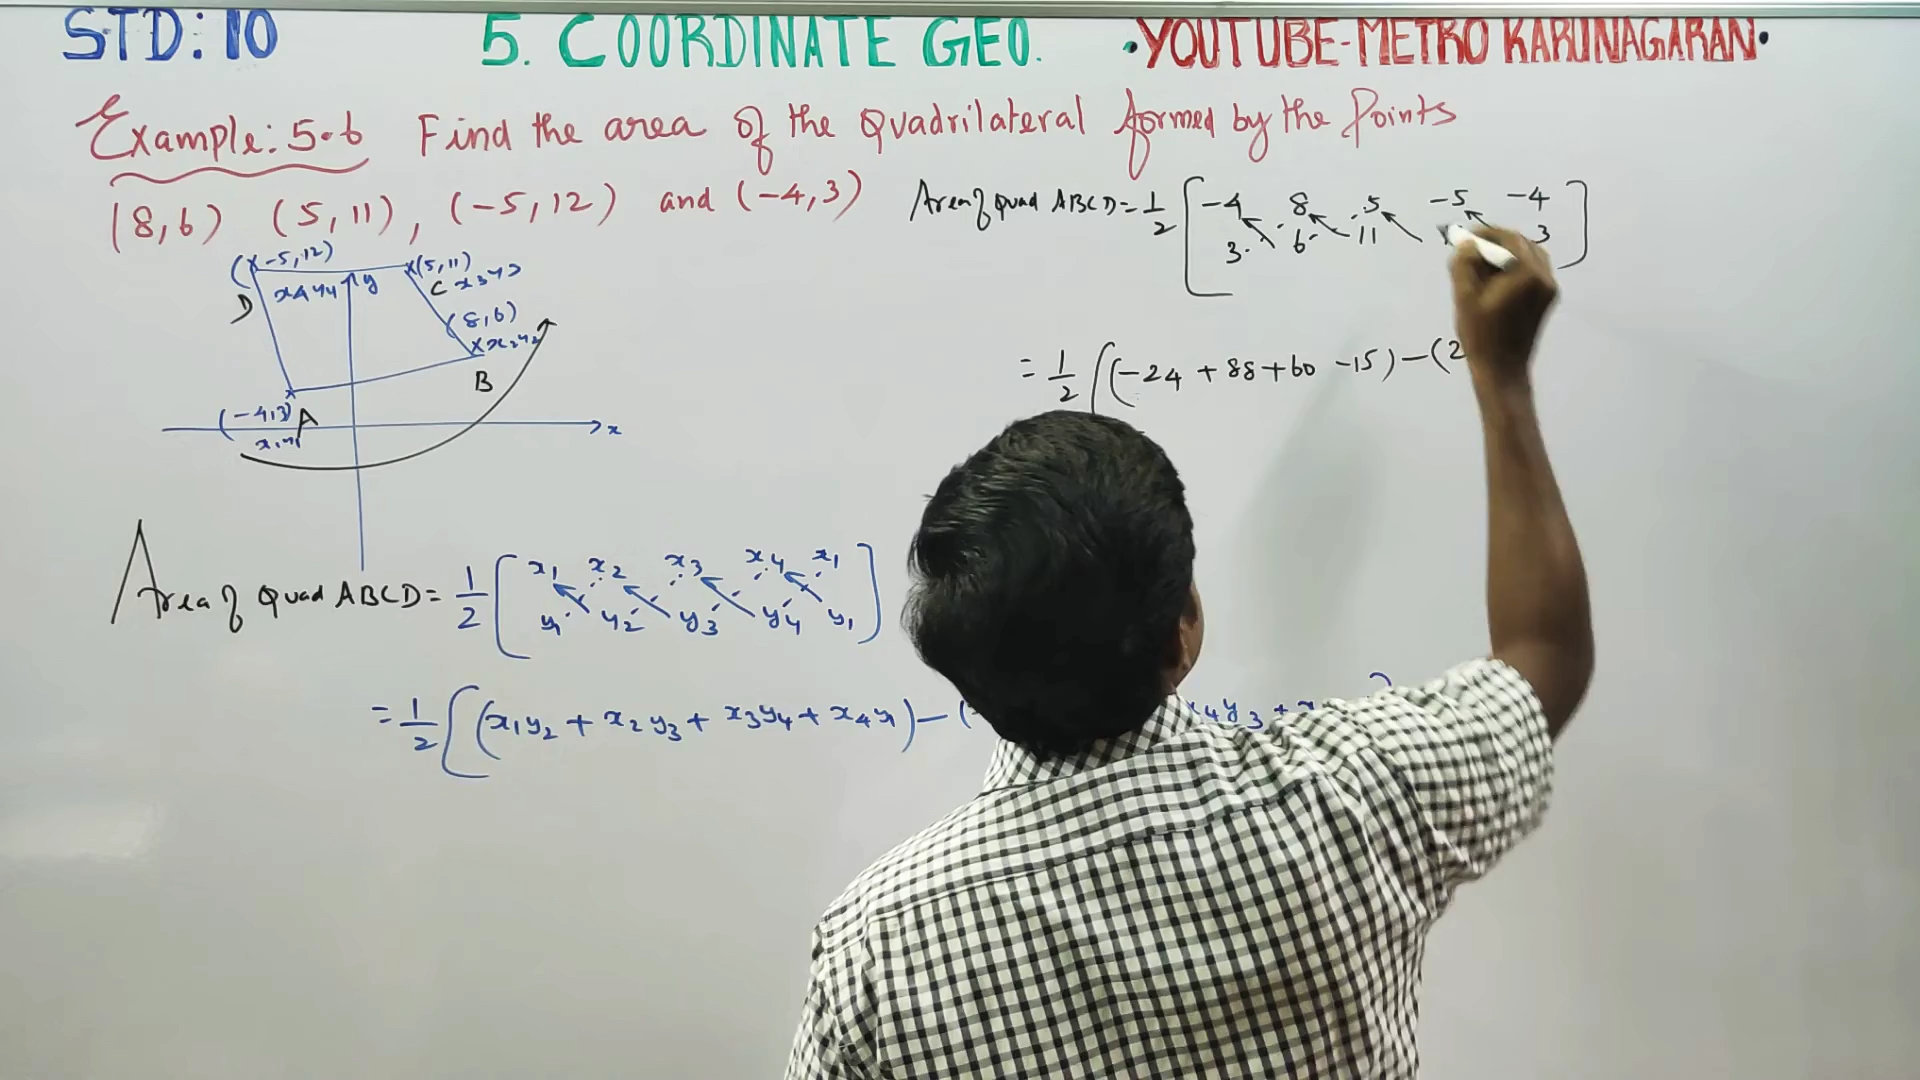 STD: 10 5. COORDINATE GEO. •YOUTUBE-METRO KARUNAGARAN•
Example: 5.6 Find the area of the Quadrilateral formed by the Points
(8,6) (5,11), (-5,12) and (-4,3)
Area of Quad ABCD = 1/2 [ -4 8 5 -5 -4
3 6 11 3 ]
= 1/2 [(-24 + 88 + 60 -15) - (2
(-5,12)
D x4 y4
y
(5,11)
C x3 y3
(8,6)
x2 y2
B
(-4,3) A
x1 y1
x
Area of Quad ABCD = 1/2 [ x1 x2 x3 x4 x1
y1 y2 y3 y4 y1 ]
= 1/2 [(x1y2 + x2y3 + x3y4 + x4y1) - ( x4y3 +